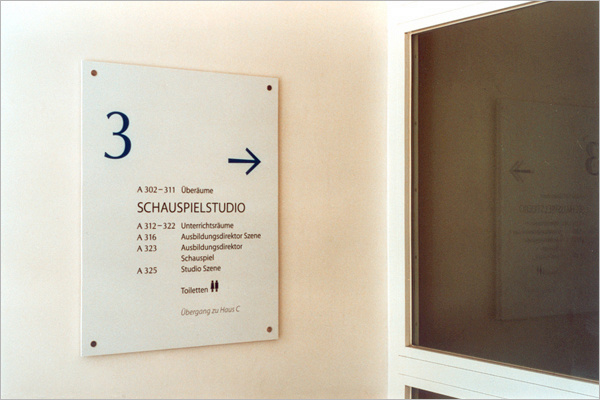 3
→
A 302–311 Überäume
SCHAUSPIELSTUDIO
A 312–322 Unterrichtsräume
A 316 Ausbildungsdirektor Szene
A 323 Ausbildungsdirektor
Schauspiel
A 325 Studio Szene
Toiletten
Übergang zu Haus C